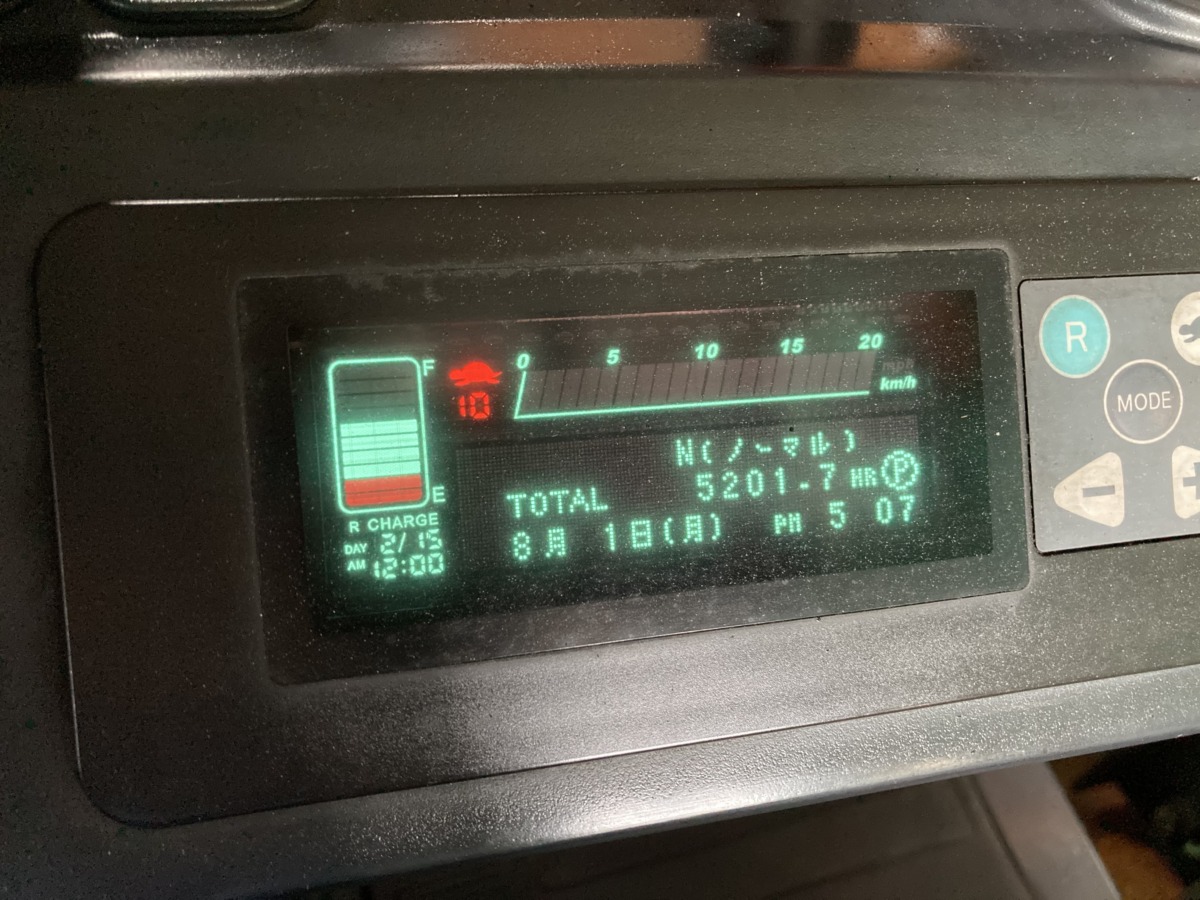 F
E
R CHARGE
DAY 2/15
AM 12:00
10
0 5 10 15 20
mph
km/h
N(ノーマル)
TOTAL 5201.7 HR P
8月 1日(月) PM 5 07
R
MODE